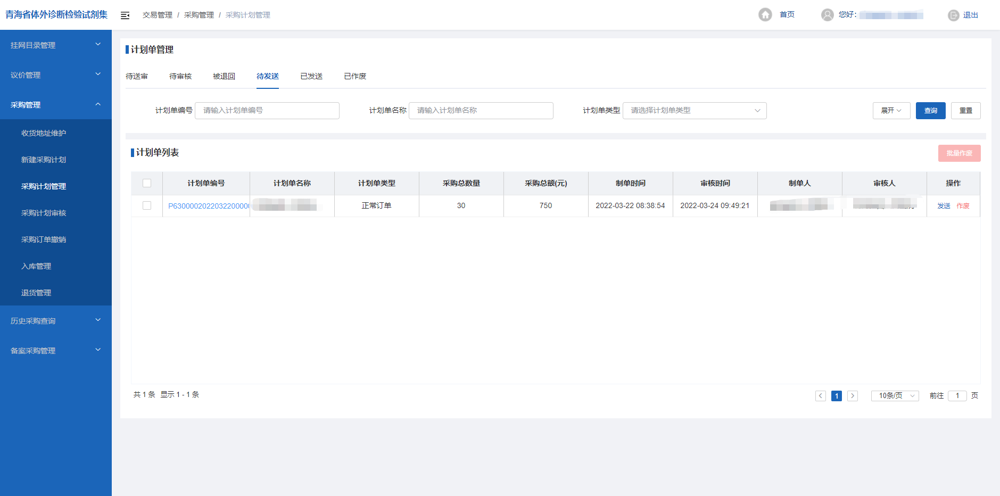 青海省体外诊断检验试剂集
交易管理 / 采购管理 / 采购计划管理
首页
您好:
退出
挂网目录管理
议价管理
采购管理
收货地址维护
新建采购计划
采购计划管理
采购计划审核
采购订单撤销
入库管理
退货管理
历史采购查询
备案采购管理
计划单管理
待送审 待审核 被退回 待发送 已发送 已作废
计划单编号 请输入计划单编号 计划单名称 请输入计划单名称 计划单类型 请选择计划单类型 展开 查询 重置
计划单列表 批量作废
计划单编号 计划单名称 计划单类型 采购总数量 采购总额(元) 制单时间 审核时间 制单人 审核人 操作
P6300002022032200000 正常订单 30 750 2022-03-22 08:38:54 2022-03-24 09:49:21 发送 作废
共 1 条 显示 1 - 1 条 1 10条/页 前往 1 页